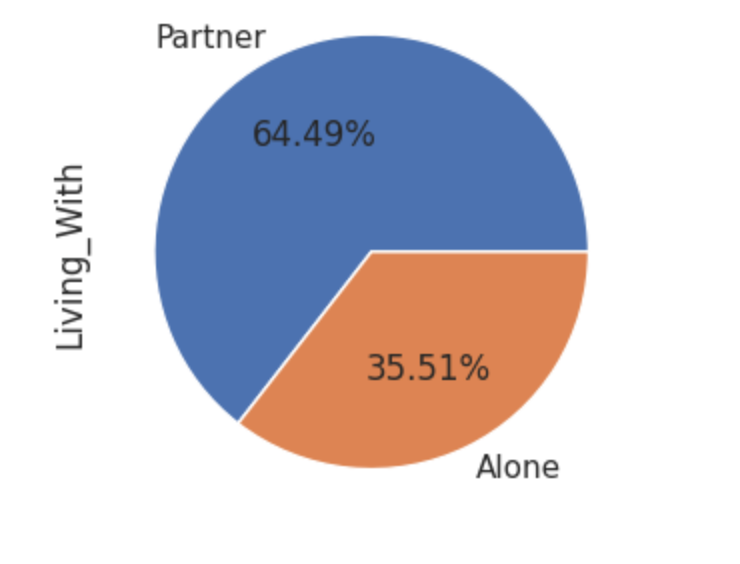 Partner
64.49%
Living_With
35.51%
Alone